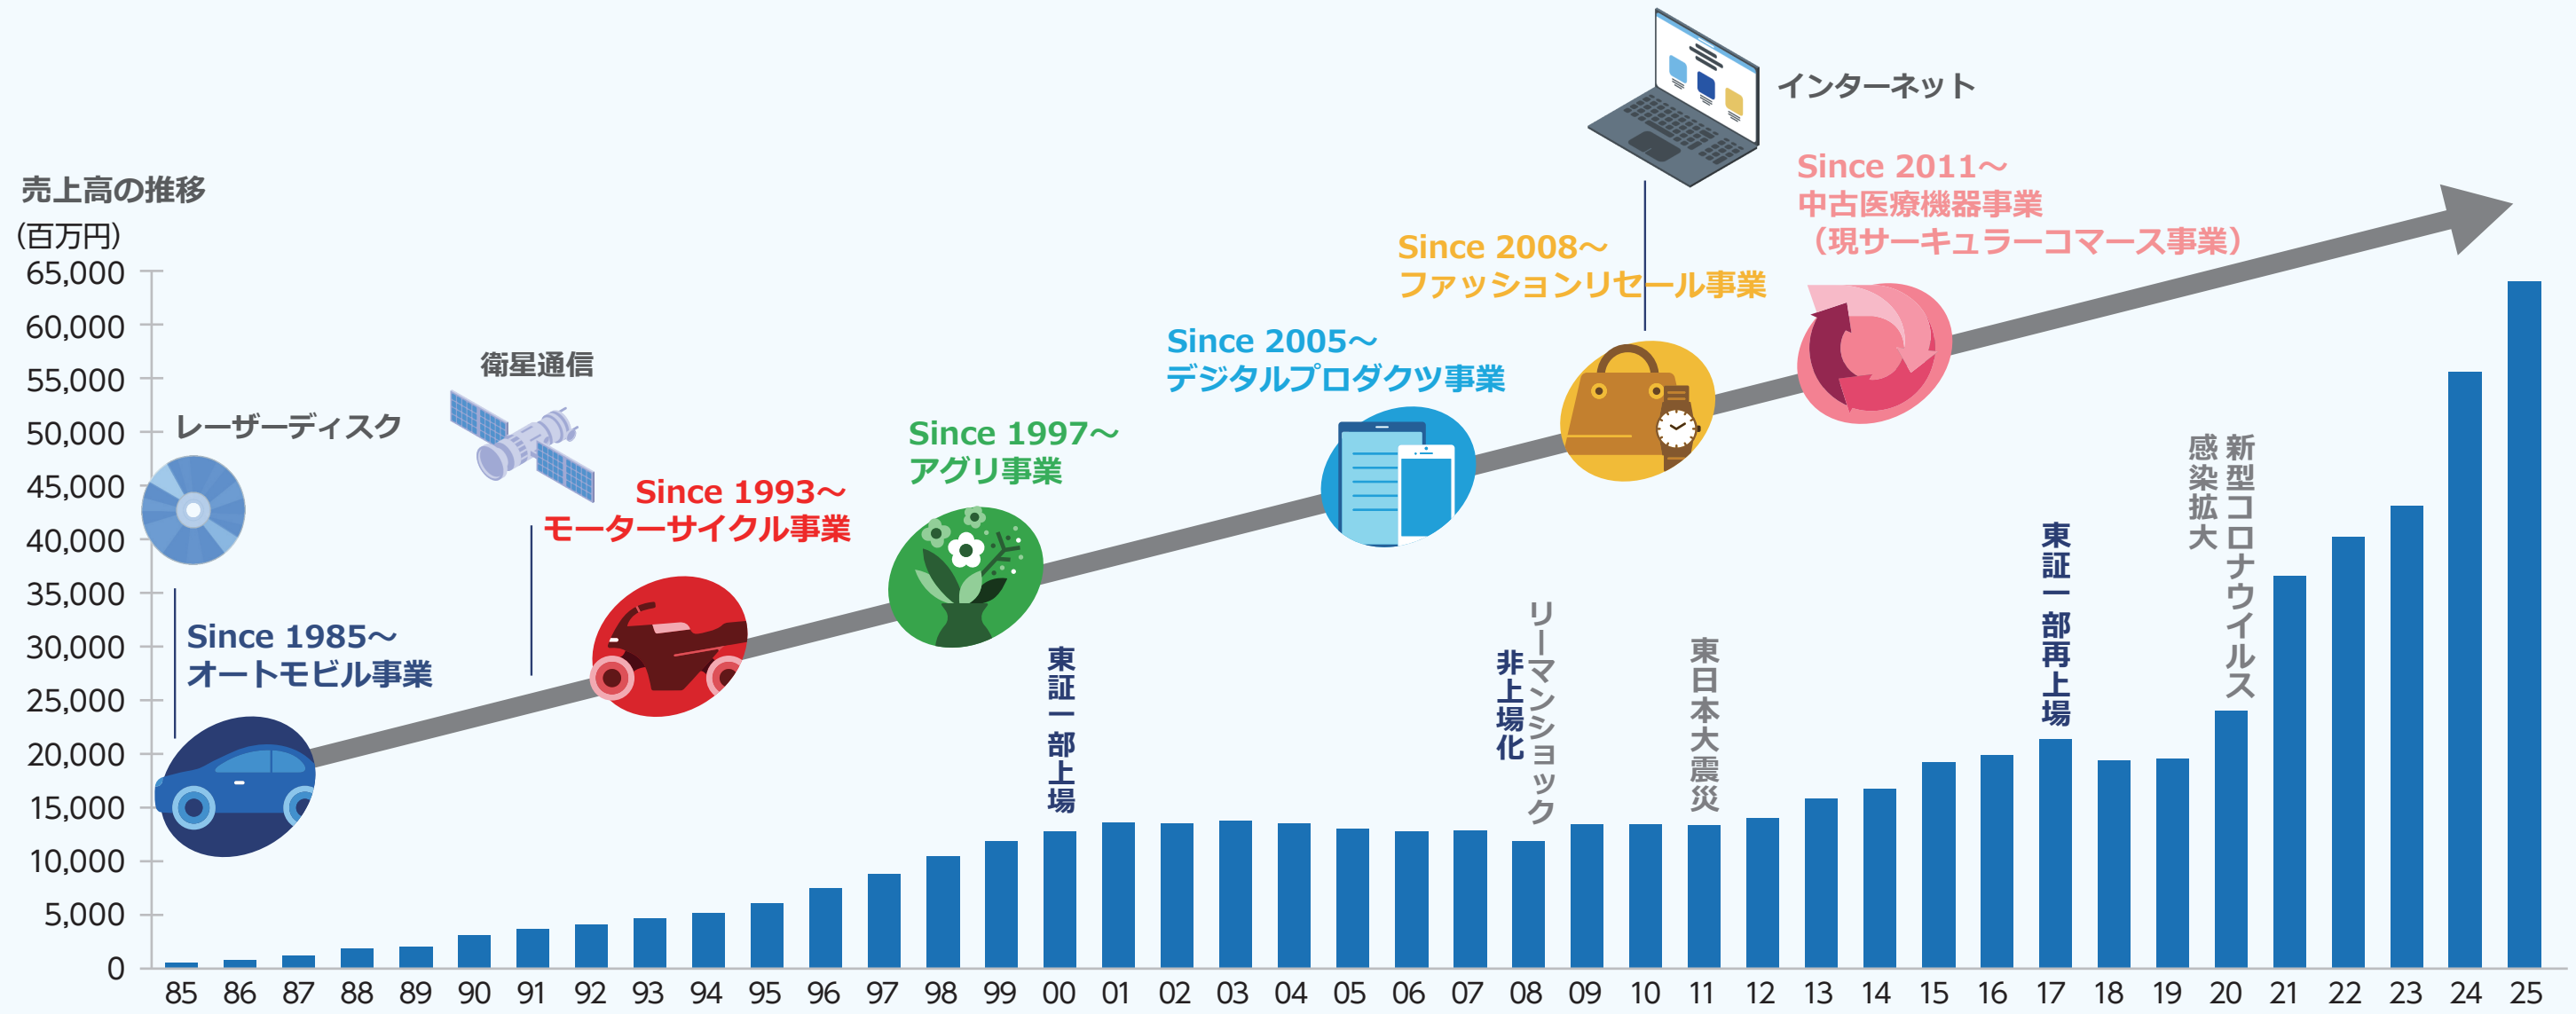 売上高の推移
（百万円）
65,000
60,000
55,000
50,000
45,000
40,000
35,000
30,000
25,000
20,000
15,000
10,000
5,000
0
レーザーディスク
Since 1985～
オートモビル事業
衛星通信
Since 1993～
モーターサイクル事業
Since 1997～
アグリ事業
東証一部上場
Since 2005～
デジタルプロダクツ事業
Since 2008～
ファッションリセール事業
インターネット
Since 2011～
中古医療機器事業
（現サーキュラーコマース事業）
リーマンショック
非上場化
東日本大震災
東証一部再上場
新型コロナウイルス
感染拡大
85 86 87 88 89 90 91 92 93 94 95 96 97 98 99 00 01 02 03 04 05 06 07 08 09 10 11 12 13 14 15 16 17 18 19 20 21 22 23 24 25